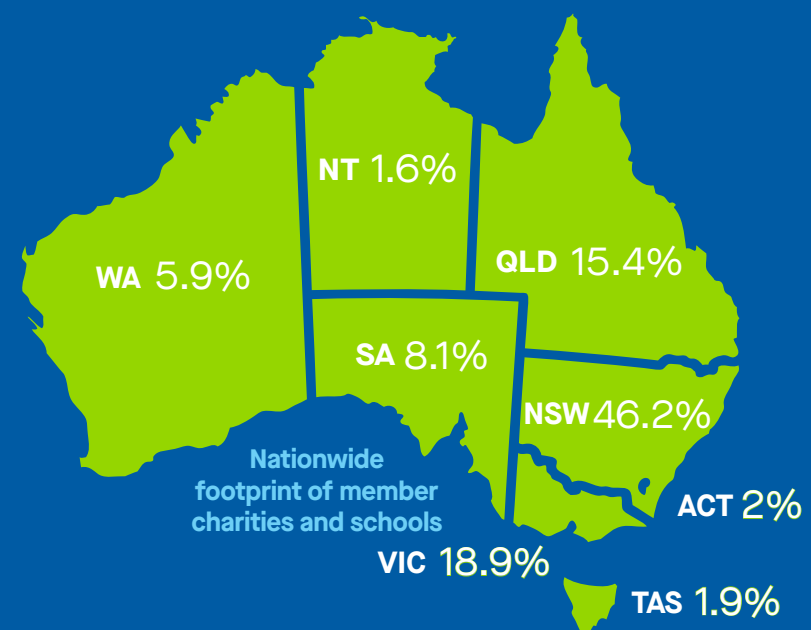 NT 1.6%
WA 5.9%
QLD 15.4%
SA 8.1%
NSW 46.2%
Nationwide
footprint of member
charities and schools
ACT 2%
VIC 18.9%
TAS 1.9%